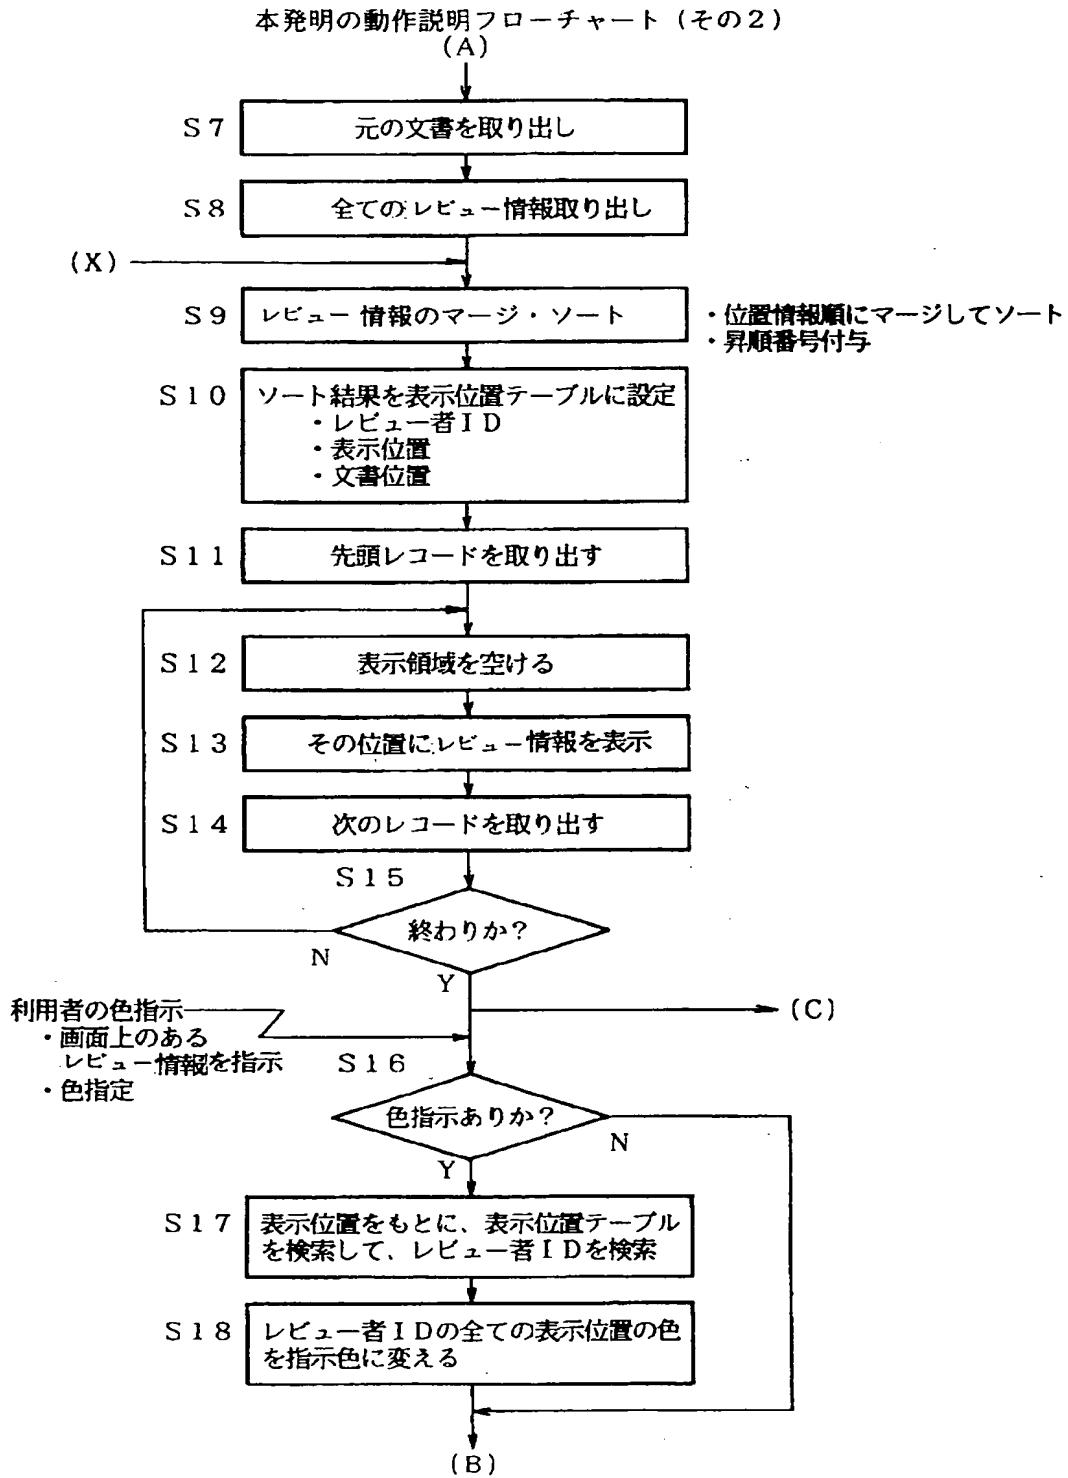 本発明の動作説明フローチャート（その２）
（Ａ）
Ｓ７
元の文書を取り出し
Ｓ８
全てのレビュー情報取り出し
（Ｘ）
Ｓ９
レビュー情報のマージ・ソート
・位置情報順にマージしてソート
・昇順番号付与
Ｓ１０
ソート結果を表示位置テーブルに設定
・レビュー者ＩＤ
・表示位置
・文書位置
Ｓ１１
先頭レコードを取り出す
Ｓ１２
表示領域を空ける
Ｓ１３
その位置にレビュー情報を表示
Ｓ１４
次のレコードを取り出す
Ｓ１５
終わりか？
Ｎ
Ｙ
（Ｃ）
利用者の色指示
・画面上のある
レビュー情報を指示
・色指定
Ｓ１６
色指示ありか？
Ｎ
Ｙ
Ｓ１７
表示位置をもとに、表示位置テーブル
を検索して、レビュー者ＩＤを検索
Ｓ１８
レビュー者ＩＤの全ての表示位置の色
を指示色に変える
（Ｂ）